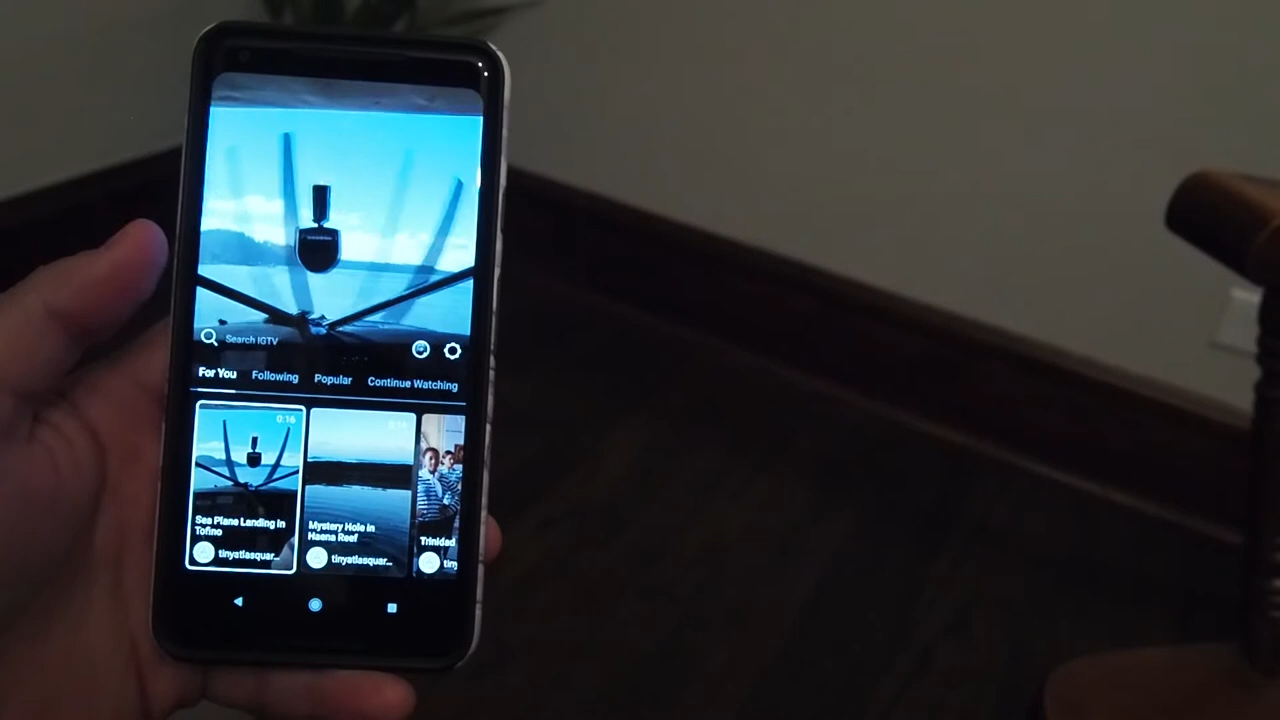 Search IGTV
For You Following Popular Continue Watching
0:16
Sea Plane Landing in
Tofino
tinyatlasquar...
Mystery Hole in
Haena Reef
tinyatlasquar...
Trinidad
tiny